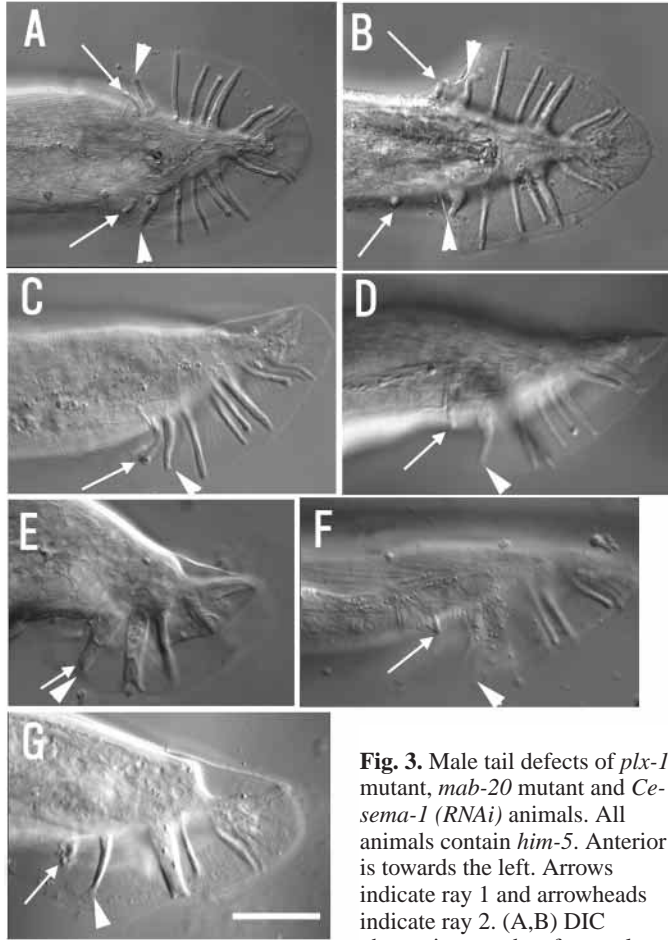 A
B
C
D
E
F
G
Fig. 3. Male tail defects of plx-1
mutant, mab-20 mutant and Ce-
sema-1 (RNAi) animals. All
animals contain him-5. Anterior
is towards the left. Arrows
indicate ray 1 and arrowheads
indicate ray 2. (A,B) DIC